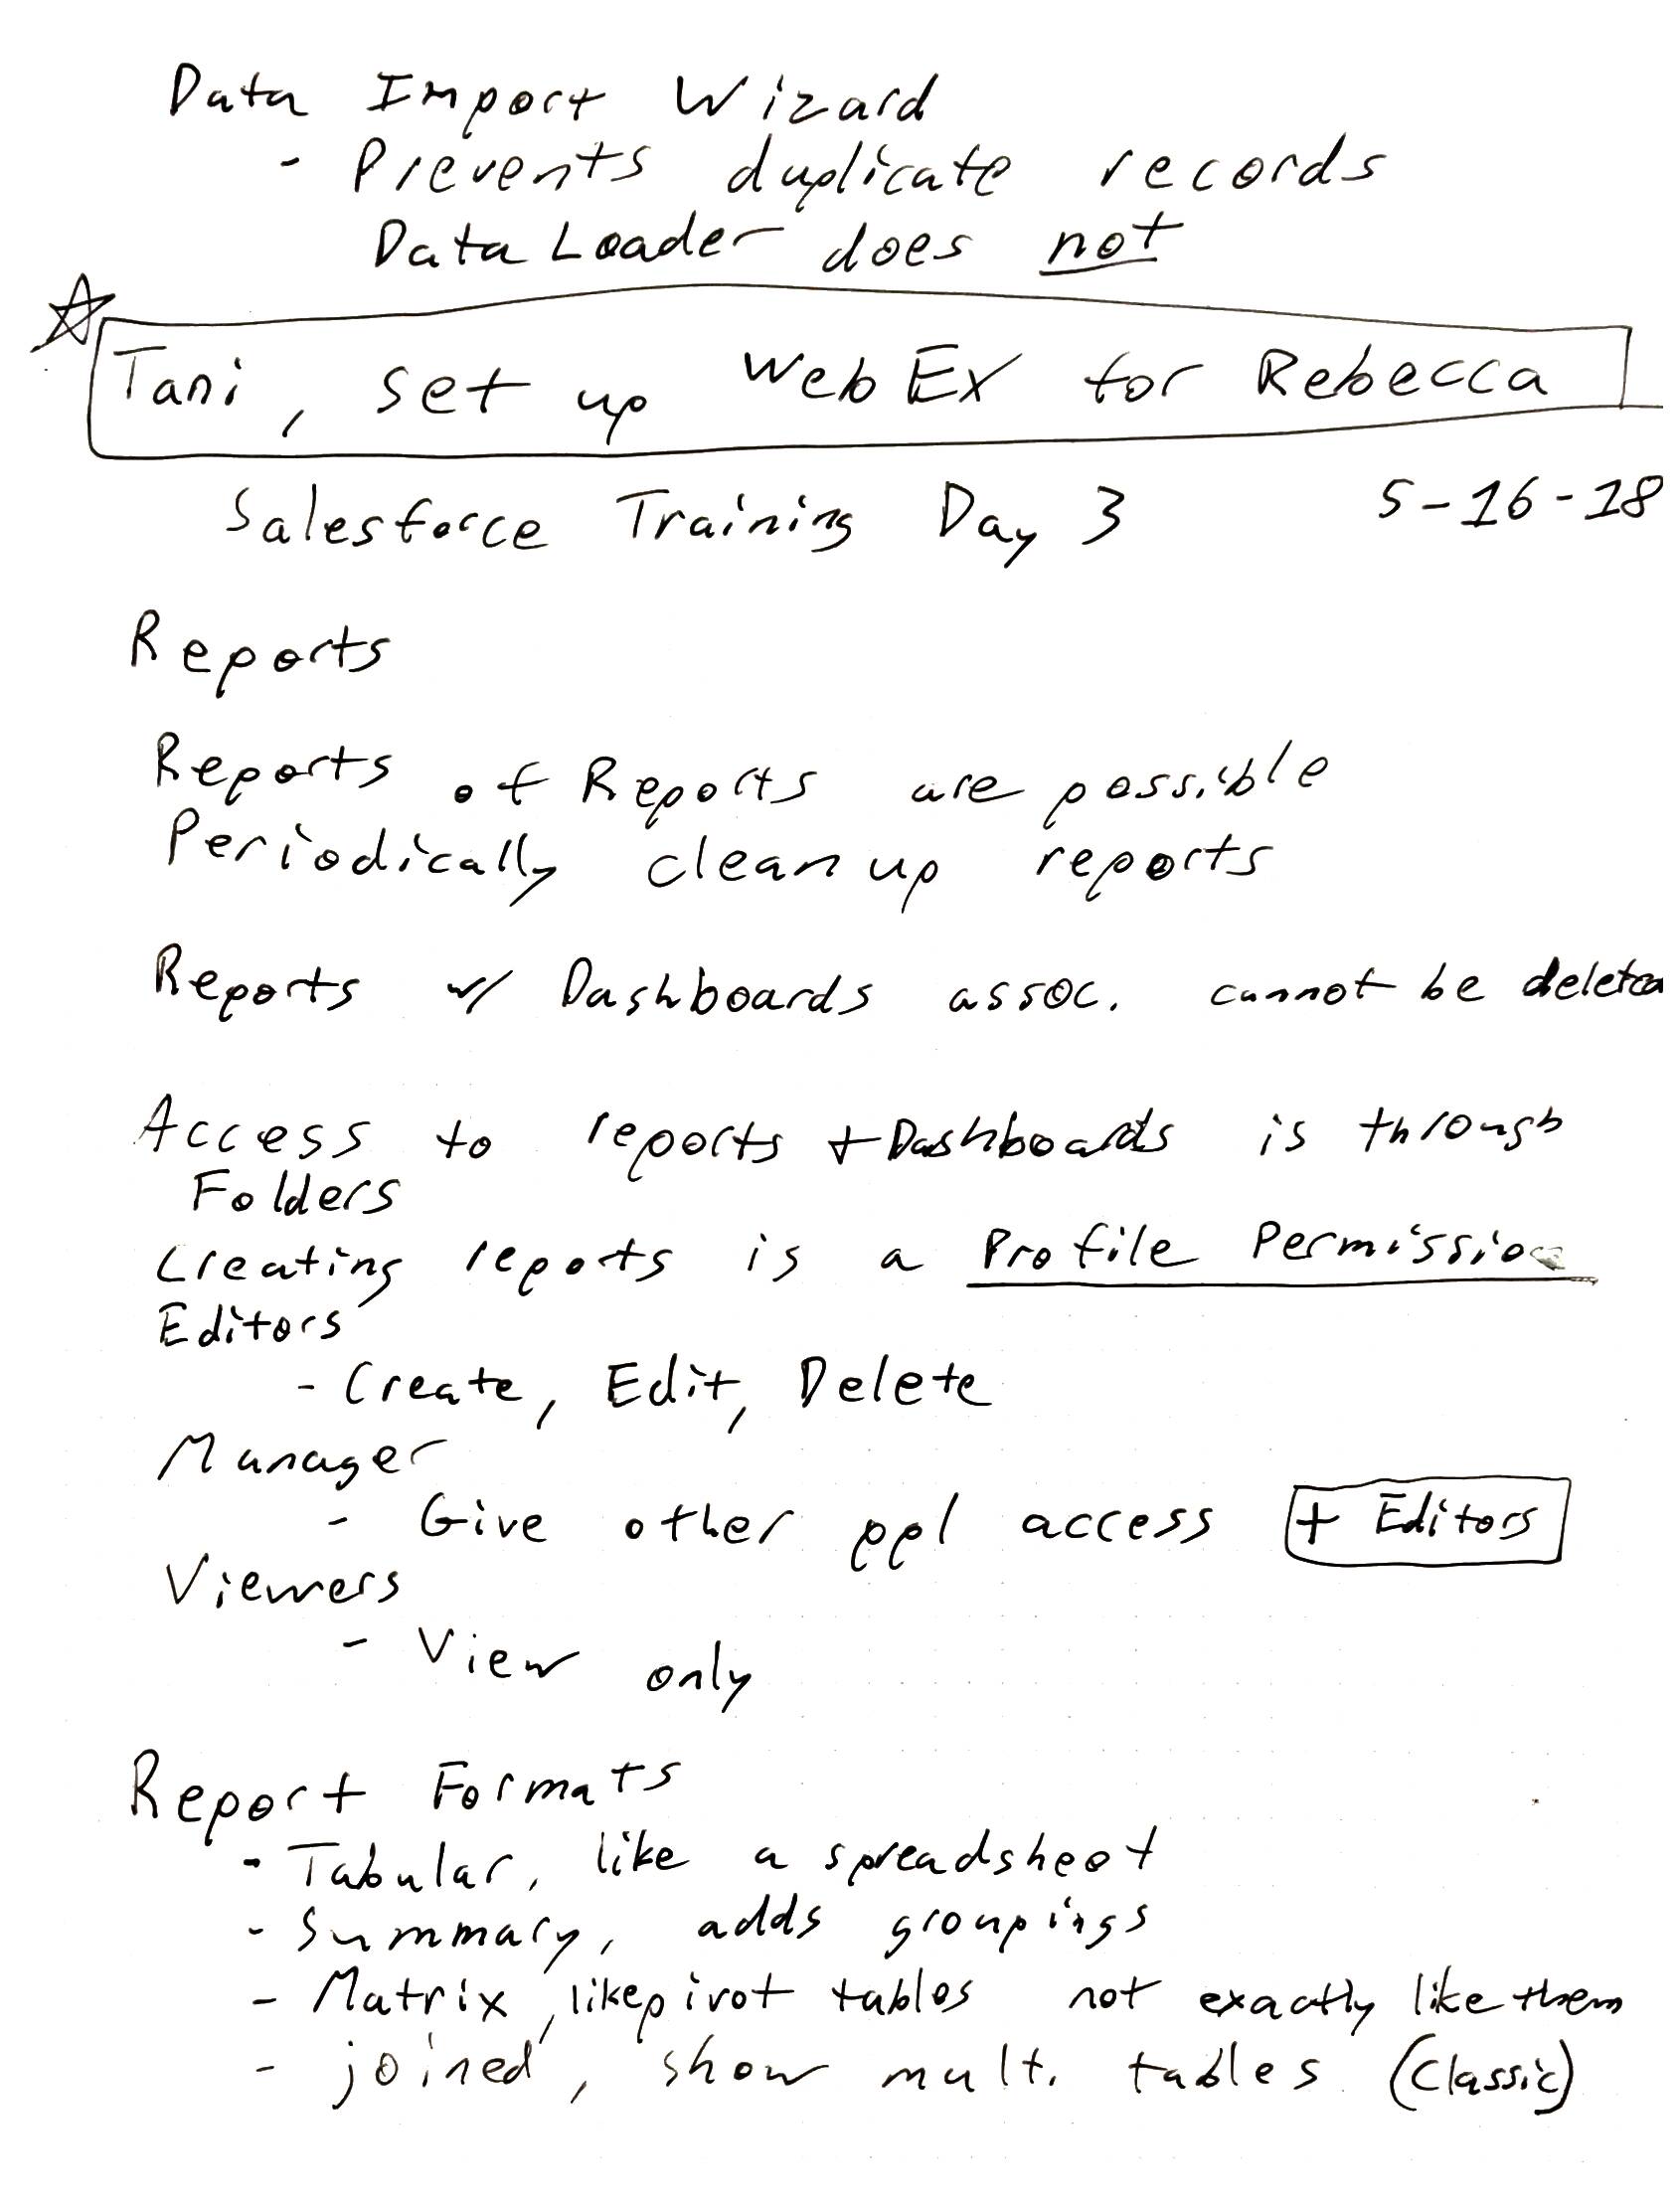 Data Import Wizard
- Prevents duplicate records
Data Loader does not
Tani, set up WebEx for Rebecca
Salesforce Training Day 3 5-16-18
Reports
Reports of Reports are possible
Periodically clean up reports
Reports w/ Dashboards assoc. cannot be deleted
Access to reports + Dashboards is through
Folders
Creating reports is a Profile Permission
Editors
- Create, Edit, Delete
Manager
- Give other ppl access + Editors
Viewers
- View only
Report Formats
- Tabular, like a spreadsheet
- Summary, adds groupings
- Matrix, like pivot tables not exactly like them
- joined, show mult. tables (Classic)